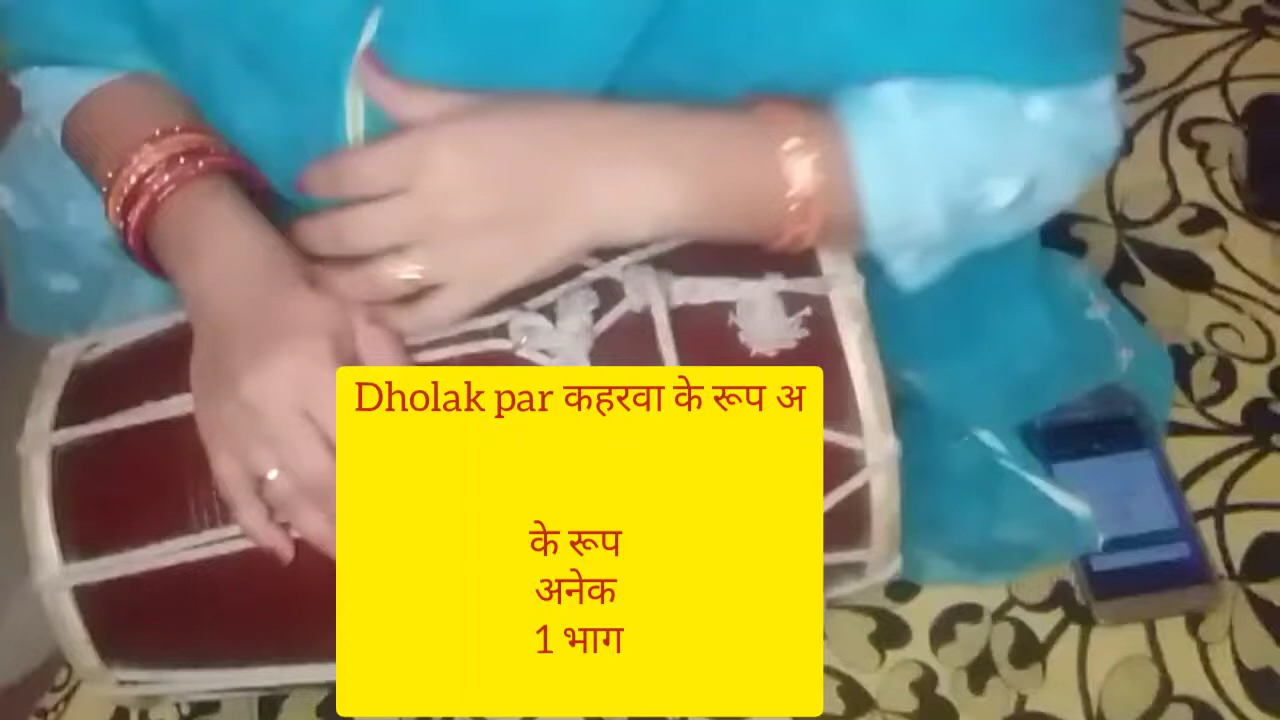 Dholak par कहरवा के रूप अ
के रूप
अनेक
1 भाग